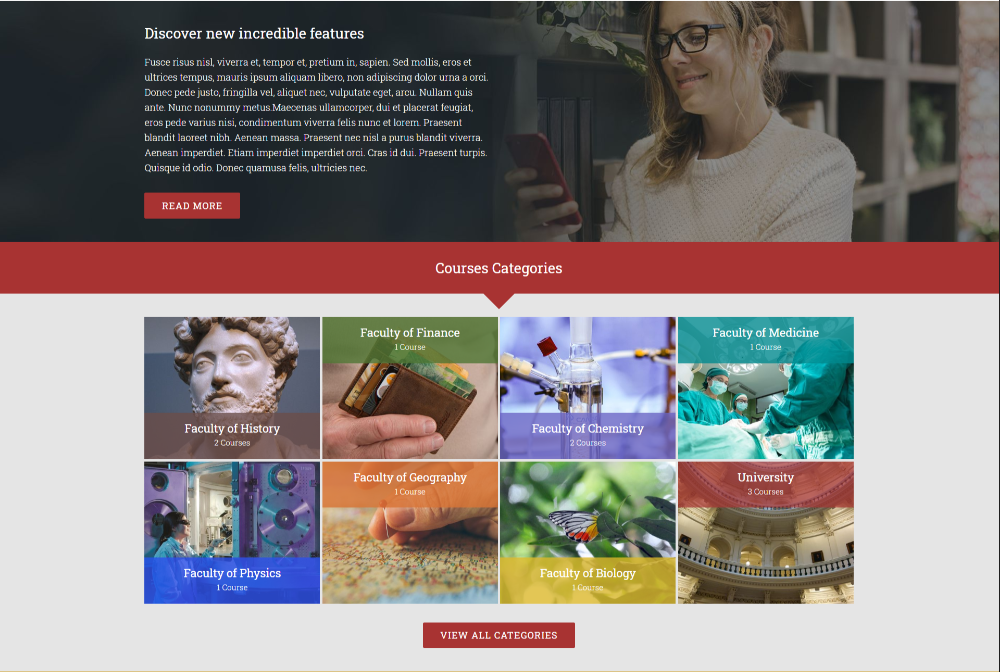 Discover new incredible features
Fusce risus nisl, viverra et, tempor et, pretium in, sapien. Sed mollis, eros et
ultrices tempus, mauris ipsum aliquam libero, non adipiscing dolor urna a orci.
Donec pede justo, fringilla vel, aliquet nec, vulputate eget, arcu. Nullam quis
ante. Nunc nonummy metus.Maecenas ullamcorper, dui et placerat feugiat,
eros pede varius nisi, condimentum viverra felis nunc et lorem. Praesent
blandit laoreet nibh. Aenean massa. Praesent nec nisl a purus blandit viverra.
Aenean imperdiet. Etiam imperdiet imperdiet orci. Cras id dui. Praesent turpis.
Quisque id odio. Donec quamusa felis, ultricies nec.
READ MORE
Courses Categories
Faculty of History
2 Courses
Faculty of Finance
1 Course
Faculty of Chemistry
2 Courses
Faculty of Medicine
1 Course
Faculty of Physics
1 Course
Faculty of Geography
1 Course
Faculty of Biology
1 Course
University
3 Courses
VIEW ALL CATEGORIES